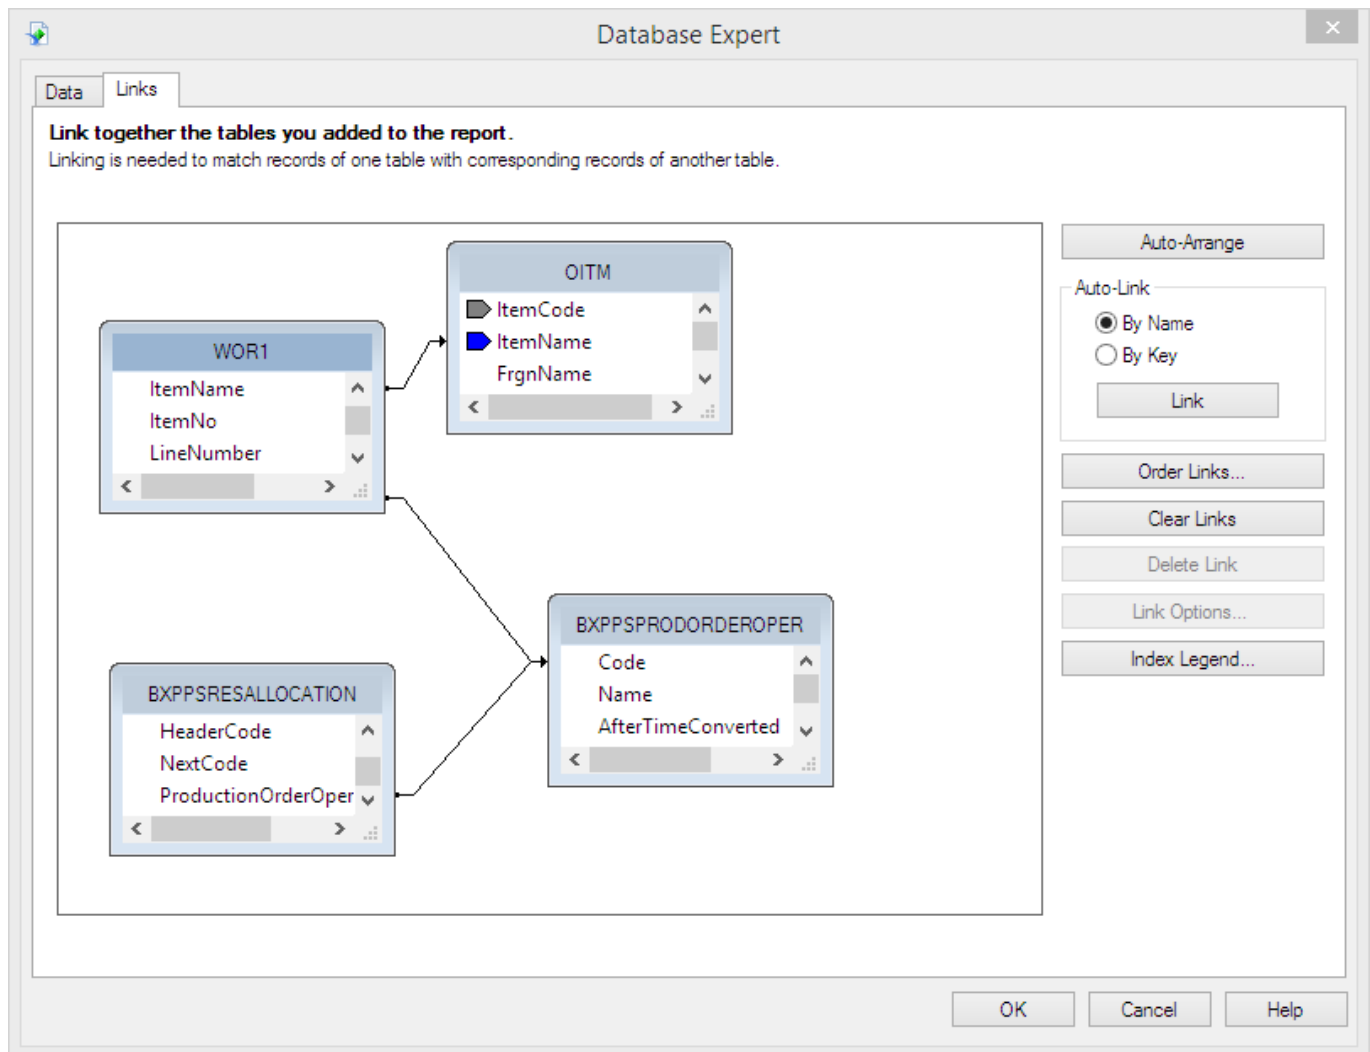 Database Expert
Data
Links
Link together the tables you added to the report.
Linking is needed to match records of one table with corresponding records of another table.
OITM
ItemCode
ItemName
FrgnName
WOR1
ItemName
ItemNo
LineNumber
BXPPSPRODORDEROPER
Code
Name
AfterTimeConverted
BXPPSRESALLOCATION
HeaderCode
NextCode
ProductionOrderOper
Auto-Arrange
Auto-Link
By Name
By Key
Link
Order Links...
Clear Links
Delete Link
Link Options...
Index Legend...
OK
Cancel
Help